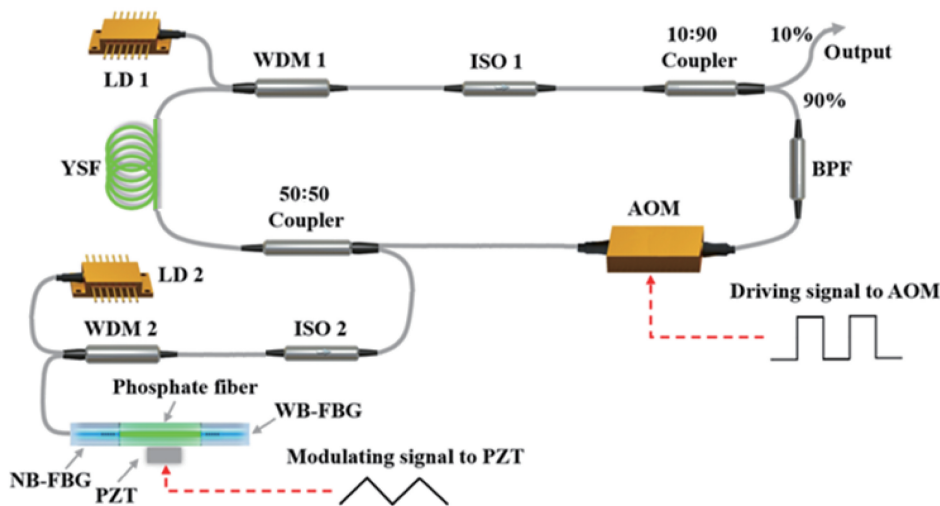 LD 1
WDM 1
ISO 1
10:90
Coupler
10%
Output
90%
YSF
BPF
50:50
Coupler
AOM
LD 2
Driving signal to AOM
WDM 2
ISO 2
Phosphate fiber
WB-FBG
NB-FBG
PZT
Modulating signal to PZT